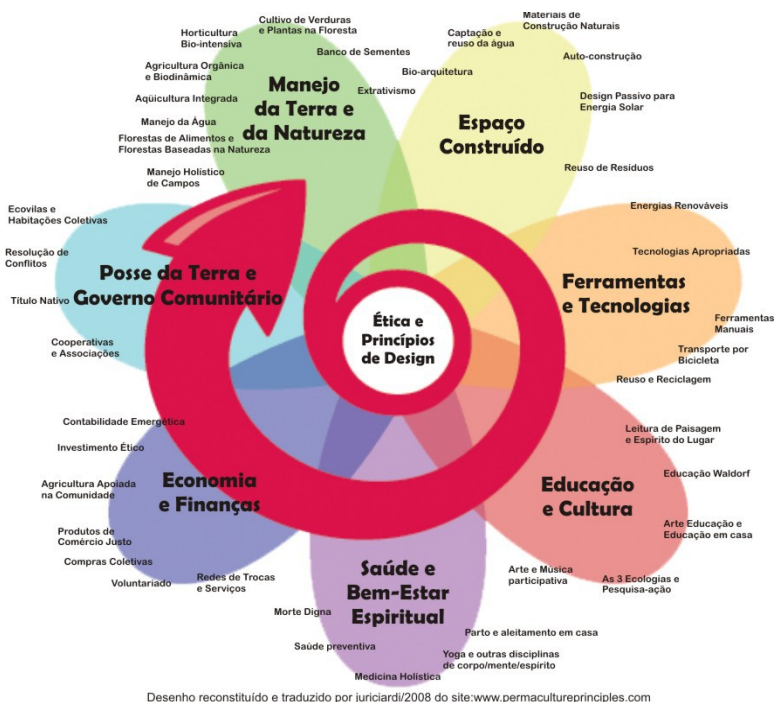 Manejo
da Terra e
da Natureza
Horticultura
Bio-intensiva
Cultivo de Verduras
e Plantas na Floresta
Banco de Sementes
Extrativismo
Agricultura Orgânica
e Biodinâmica
Aqüicultura Integrada
Manejo da Água
Florestas de Alimentos e
Florestas Baseadas na Natureza
Manejo Holístico
de Campos
Espaço
Construído
Captação e
reuso da água
Bio-arquitetura
Materiais de
Construção Naturais
Auto-construção
Design Passivo para
Energia Solar
Reuso de Resíduos
Ferramentas
e Tecnologias
Energias Renováveis
Tecnologias Apropriadas
Ferramentas
Manuais
Transporte por
Bicicleta
Reuso e Reciclagem
Educação
e Cultura
Leitura de Paisagem
e Espírito do Lugar
Educação Waldorf
Arte Educação e
Educação em casa
As 3 Ecologias e
Pesquisa-ação
Arte e Música
participativa
Saúde e
Bem-Estar
Espiritual
Parto e aleitamento em casa
Yoga e outras disciplinas
de corpo/mente/espírito
Medicina Holística
Saúde preventiva
Morte Digna
Economia
e Finanças
Contabilidade Emergética
Investimento Ético
Agricultura Apoiada
na Comunidade
Produtos de
Comércio Justo
Compras Coletivas
Voluntariado
Redes de Trocas
e Serviços
Posse da Terra e
Governo Comunitário
Ecovilas e
Habitações Coletivas
Resolução de
Conflitos
Título Nativo
Cooperativas
e Associações
Ética e
Princípios
de Design
Desenho reconstituído e traduzido por juriciardi/2008 do site:www.permacultureprinciples.com